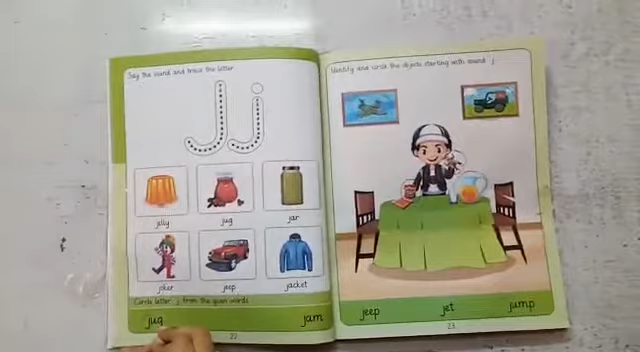 Say the sound and trace the letter.
Jj
jelly jug jar
joker jeep jacket
Circle letter j from the given words
jug jam
22
Identify and circle the objects starting with sound j
jeep jet jump
23